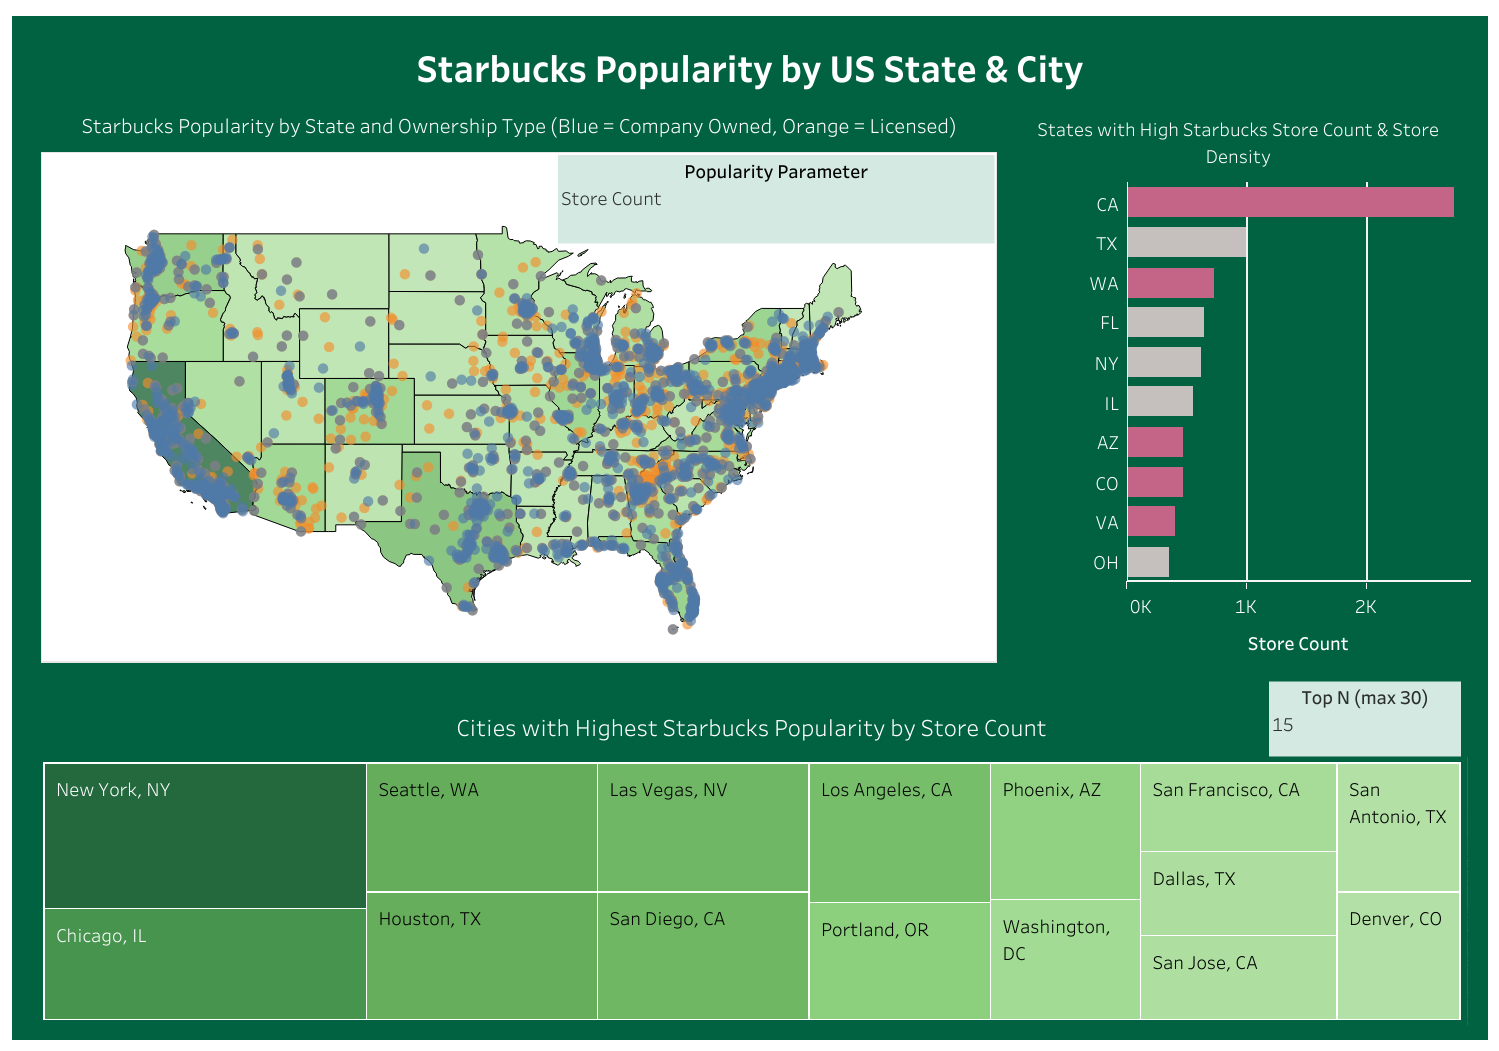 Starbucks Popularity by US State & City
Starbucks Popularity by State and Ownership Type (Blue = Company Owned, Orange = Licensed)
Popularity Parameter
Store Count
States with High Starbucks Store Count & Store
Density
CA
TX
WA
FL
NY
IL
AZ
CO
VA
OH
0K 1K 2K
Store Count
Top N (max 30)
15
Cities with Highest Starbucks Popularity by Store Count
New York, NY
Chicago, IL
Seattle, WA
Houston, TX
Las Vegas, NV
San Diego, CA
Los Angeles, CA
Portland, OR
Phoenix, AZ
Washington,
DC
San Francisco, CA
Dallas, TX
San Jose, CA
San
Antonio, TX
Denver, CO